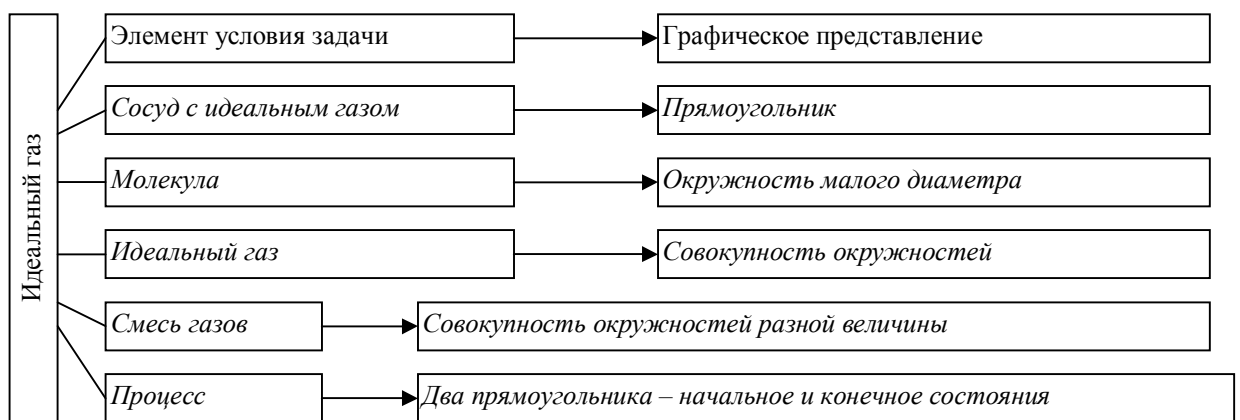 Идеальный газ
Элемент условия задачи
Графическое представление
Сосуд с идеальным газом
Прямоугольник
Молекула
Окружность малого диаметра
Идеальный газ
Совокупность окружностей
Смесь газов
Совокупность окружностей разной величины
Процесс
Два прямоугольника – начальное и конечное состояния